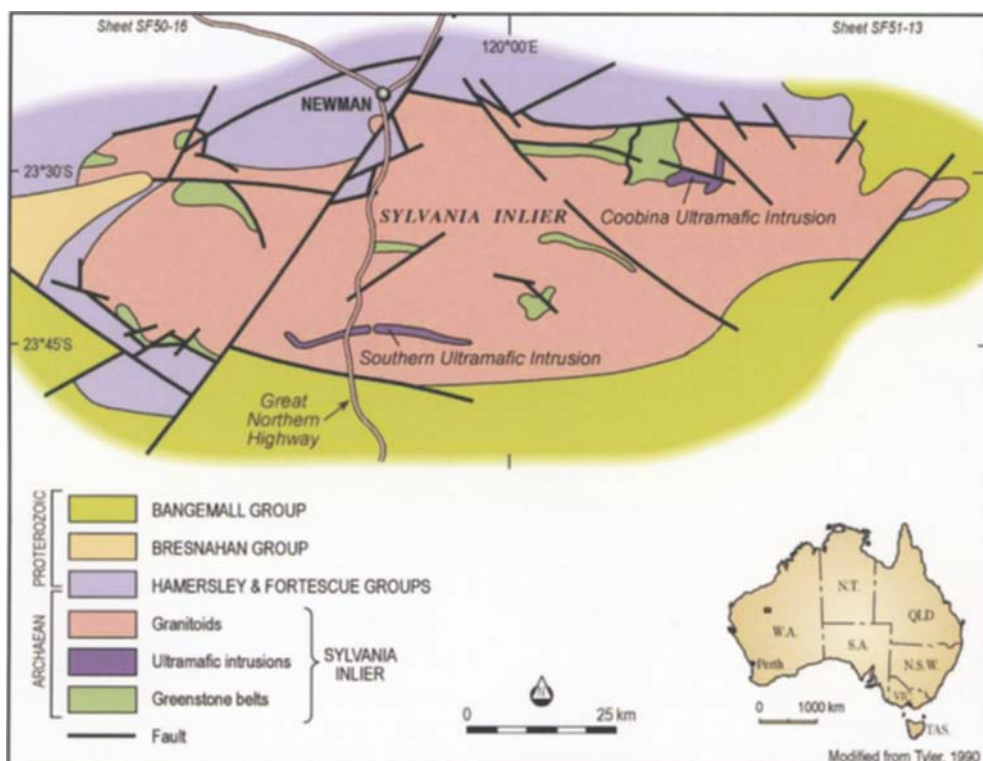 Sheet SF50-16
120°00'E
Sheet SF51-13
NEWMAN
23°30'S
SYLVANIA INLIER
Coobina Ultramafic Intrusion
23°45'S
Southern Ultramafic Intrusion
Great
Northern
Highway
PROTEROZOIC
BANGEMALL GROUP
BRESNAHAN GROUP
HAMERSLEY & FORTESCUE GROUPS
ARCHAEAN
Granitoids
Ultramafic intrusions
Greenstone belts
SYLVANIA
INLIER
Fault
N
0 25 km
N.T.
QLD
W.A.
S.A.
Perth
N.S.W.
0 1000 km
TAS.
Modified from Tyler, 1990